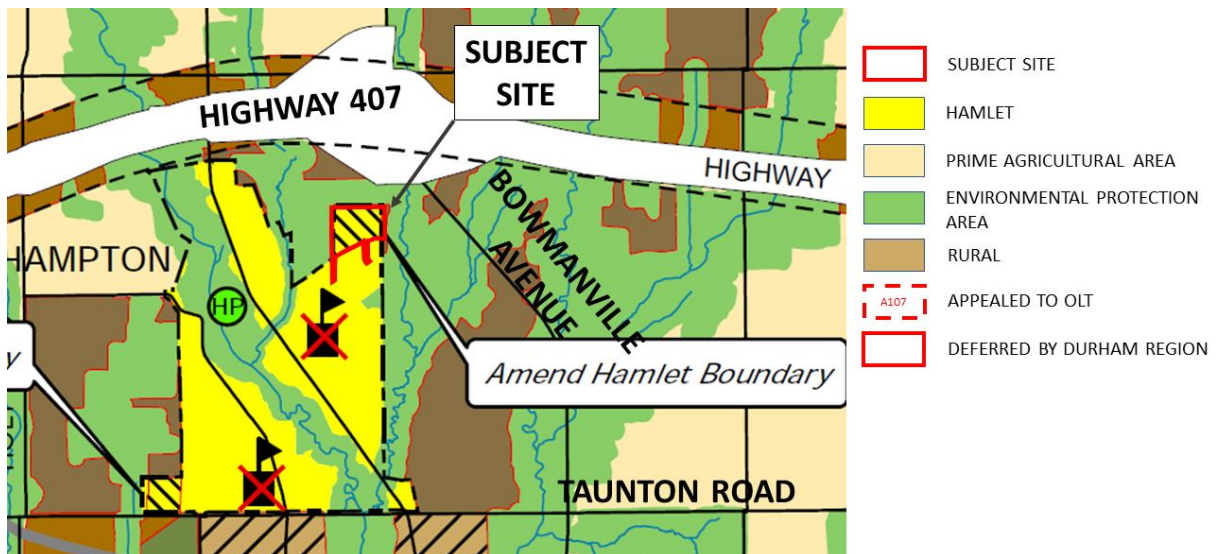 SUBJECT
SITE
HIGHWAY 407
HIGHWAY
BOWMANVILLE
AVENUE
HAMPTON
HP
y
Amend Hamlet Boundary
TAUNTON ROAD
SUBJECT SITE
HAMLET
PRIME AGRICULTURAL AREA
ENVIRONMENTAL PROTECTION
AREA
RURAL
A107
APPEALED TO OLT
DEFERRED BY DURHAM REGION